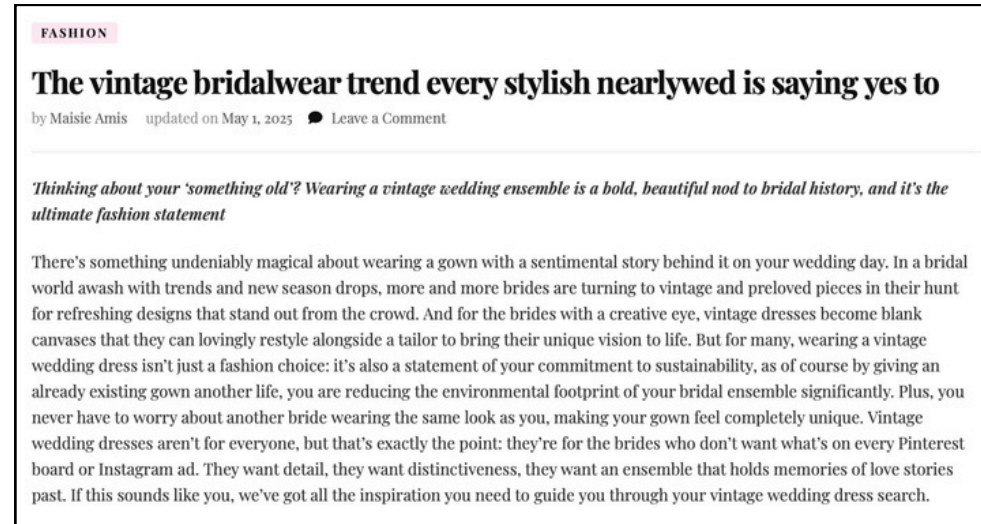 FASHION
The vintage bridalwear trend every stylish nearlywed is saying yes to
by Maisie Amis updated on May 1, 2025 Leave a Comment
Thinking about your ‘something old’? Wearing a vintage wedding ensemble is a bold, beautiful nod to bridal history, and it’s the
ultimate fashion statement
There’s something undeniably magical about wearing a gown with a sentimental story behind it on your wedding day. In a bridal
world awash with trends and new season drops, more and more brides are turning to vintage and preloved pieces in their hunt
for refreshing designs that stand out from the crowd. And for the brides with a creative eye, vintage dresses become blank
canvases that they can lovingly restyle alongside a tailor to bring their unique vision to life. But for many, wearing a vintage
wedding dress isn’t just a fashion choice: it’s also a statement of your commitment to sustainability, as of course by giving an
already existing gown another life, you are reducing the environmental footprint of your bridal ensemble significantly. Plus, you
never have to worry about another bride wearing the same look as you, making your gown feel completely unique. Vintage
wedding dresses aren’t for everyone, but that’s exactly the point: they’re for the brides who don’t want what’s on every Pinterest
board or Instagram ad. They want detail, they want distinctiveness, they want an ensemble that holds memories of love stories
past. If this sounds like you, we’ve got all the inspiration you need to guide you through your vintage wedding dress search.